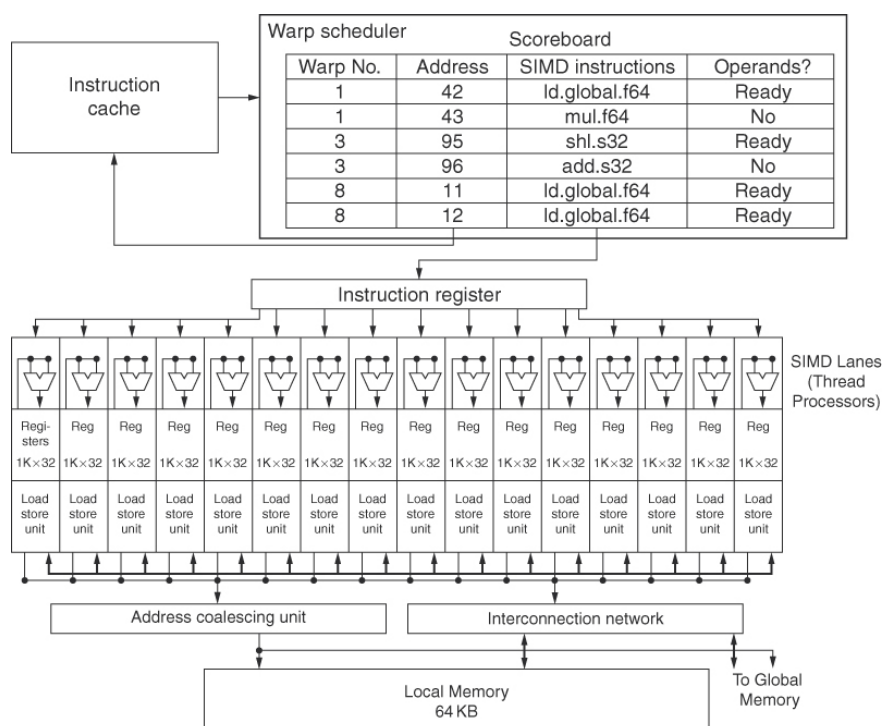 Warp scheduler
Scoreboard
Warp No. Address SIMD instructions Operands?
1 42 ld.global.f64 Ready
1 43 mul.f64 No
3 95 shl.s32 Ready
3 96 add.s32 No
8 11 ld.global.f64 Ready
8 12 ld.global.f64 Ready
Instruction
cache
Instruction register
SIMD Lanes
(Thread
Processors)
Regi- Reg Reg Reg Reg Reg Reg Reg Reg Reg Reg Reg Reg Reg Reg Reg
sters
1K×32 1K×32 1K×32 1K×32 1K×32 1K×32 1K×32 1K×32 1K×32 1K×32 1K×32 1K×32 1K×32 1K×32 1K×32 1K×32
Load Load Load Load Load Load Load Load Load Load Load Load Load Load Load Load
store store store store store store store store store store store store store store store store
unit unit unit unit unit unit unit unit unit unit unit unit unit unit unit unit
Address coalescing unit
Interconnection network
Local Memory
64 KB
To Global
Memory